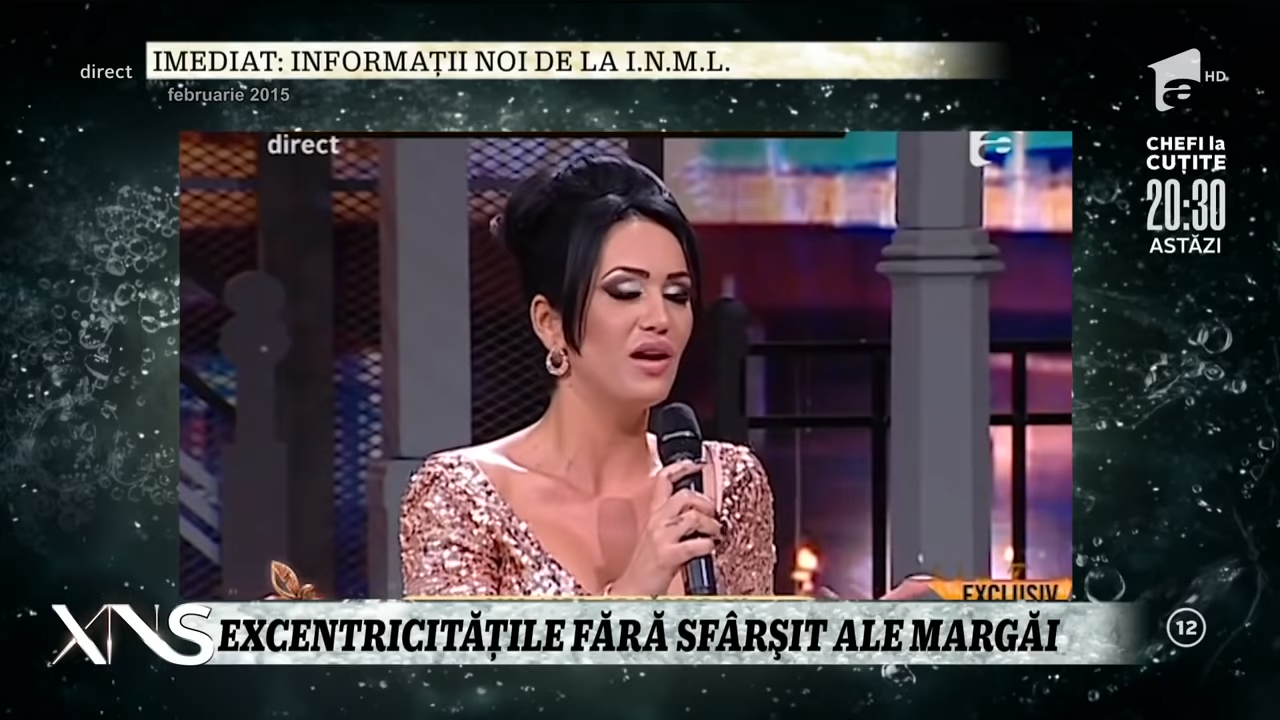 direct
IMEDIAT: INFORMAȚII NOI DE LA I.N.M.L.
februarie 2015
HD
direct
CHEFI la
CUȚITE
20:30
ASTĂZI
EXCLUSIV
XNS
EXCENTRICITĂȚILE FĂRĂ SFÂRŞIT ALE MARGĂI
12